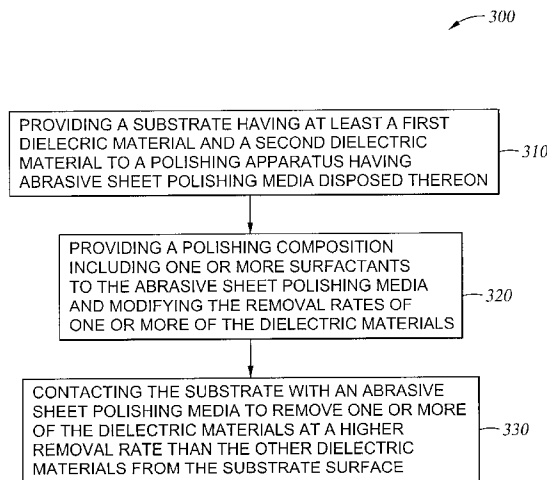 300
PROVIDING A SUBSTRATE HAVING AT LEAST A FIRST
DIELECRIC MATERIAL AND A SECOND DIELECTRIC
MATERIAL TO A POLISHING APPARATUS HAVING
ABRASIVE SHEET POLISHING MEDIA DISPOSED THEREON
310
PROVIDING A POLISHING COMPOSITION
INCLUDING ONE OR MORE SURFACTANTS
TO THE ABRASIVE SHEET POLISHING MEDIA
AND MODIFYING THE REMOVAL RATES OF
ONE OR MORE OF THE DIELECTRIC MATERIALS
320
CONTACTING THE SUBSTRATE WITH AN ABRASIVE
SHEET POLISHING MEDIA TO REMOVE ONE OR MORE
OF THE DIELECTRIC MATERIALS AT A HIGHER
REMOVAL RATE THAN THE OTHER DIELECTRIC
MATERIALS FROM THE SUBSTRATE SURFACE
330